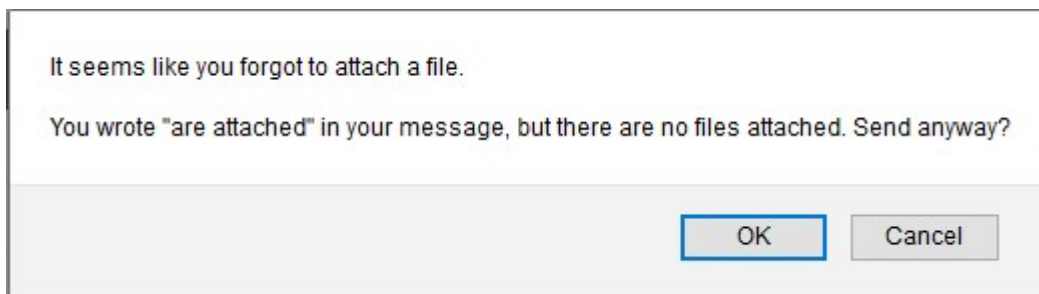 It seems like you forgot to attach a file.
You wrote "are attached" in your message, but there are no files attached. Send anyway?
OK
Cancel